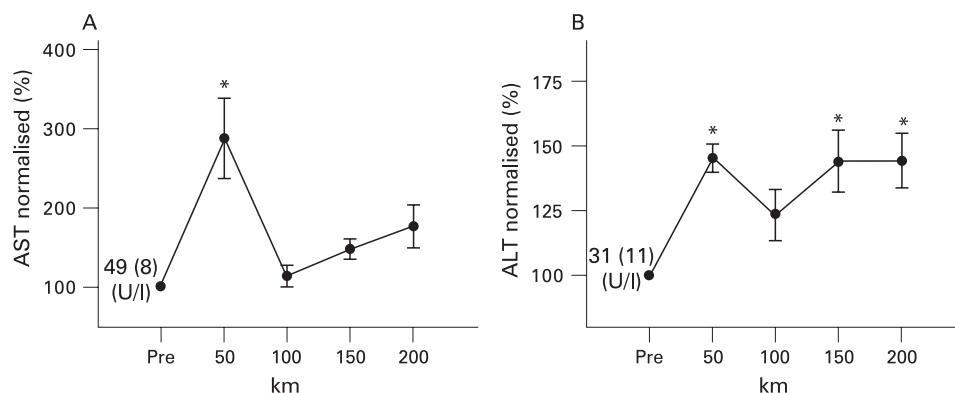 A
AST normalised (%)
400
300
200
100
*
49 (8)
(U/l)
Pre 50 100 150 200
km
B
ALT normalised (%)
175
150
125
100
* * *
31 (11)
(U/l)
Pre 50 100 150 200
km